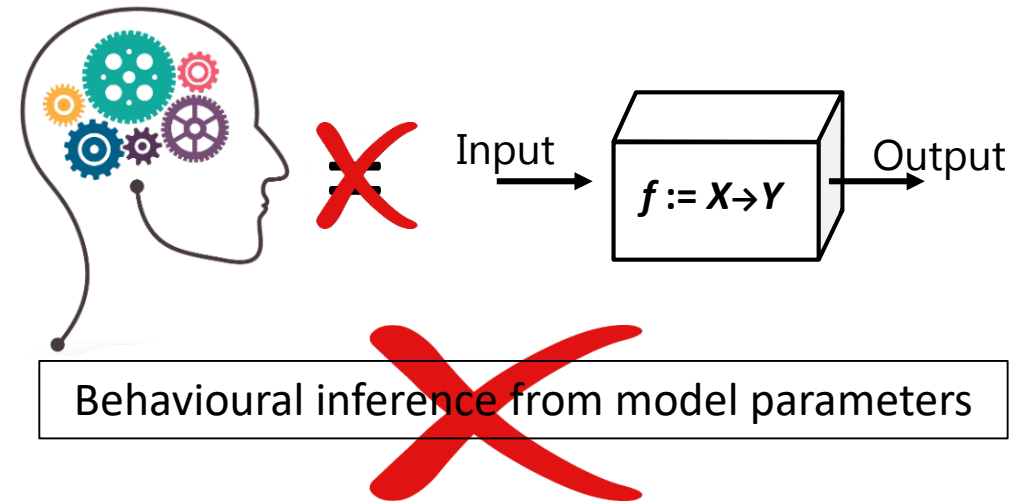 =
Input
Output
f := X→Y
Behavioural inference from model parameters